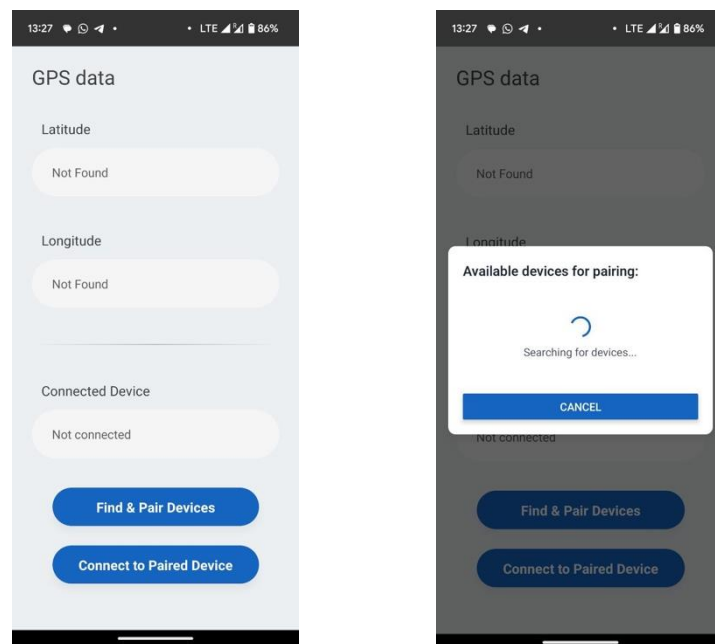 13:27 LTE R 86%
GPS data
Latitude
Not Found
Longitude
Not Found
Connected Device
Not connected
Find & Pair Devices
Connect to Paired Device
13:27 LTE R 86%
GPS data
Latitude
Not Found
Longitude
Available devices for pairing:
Searching for devices...
CANCEL
Not connected
Find & Pair Devices
Connect to Paired Device